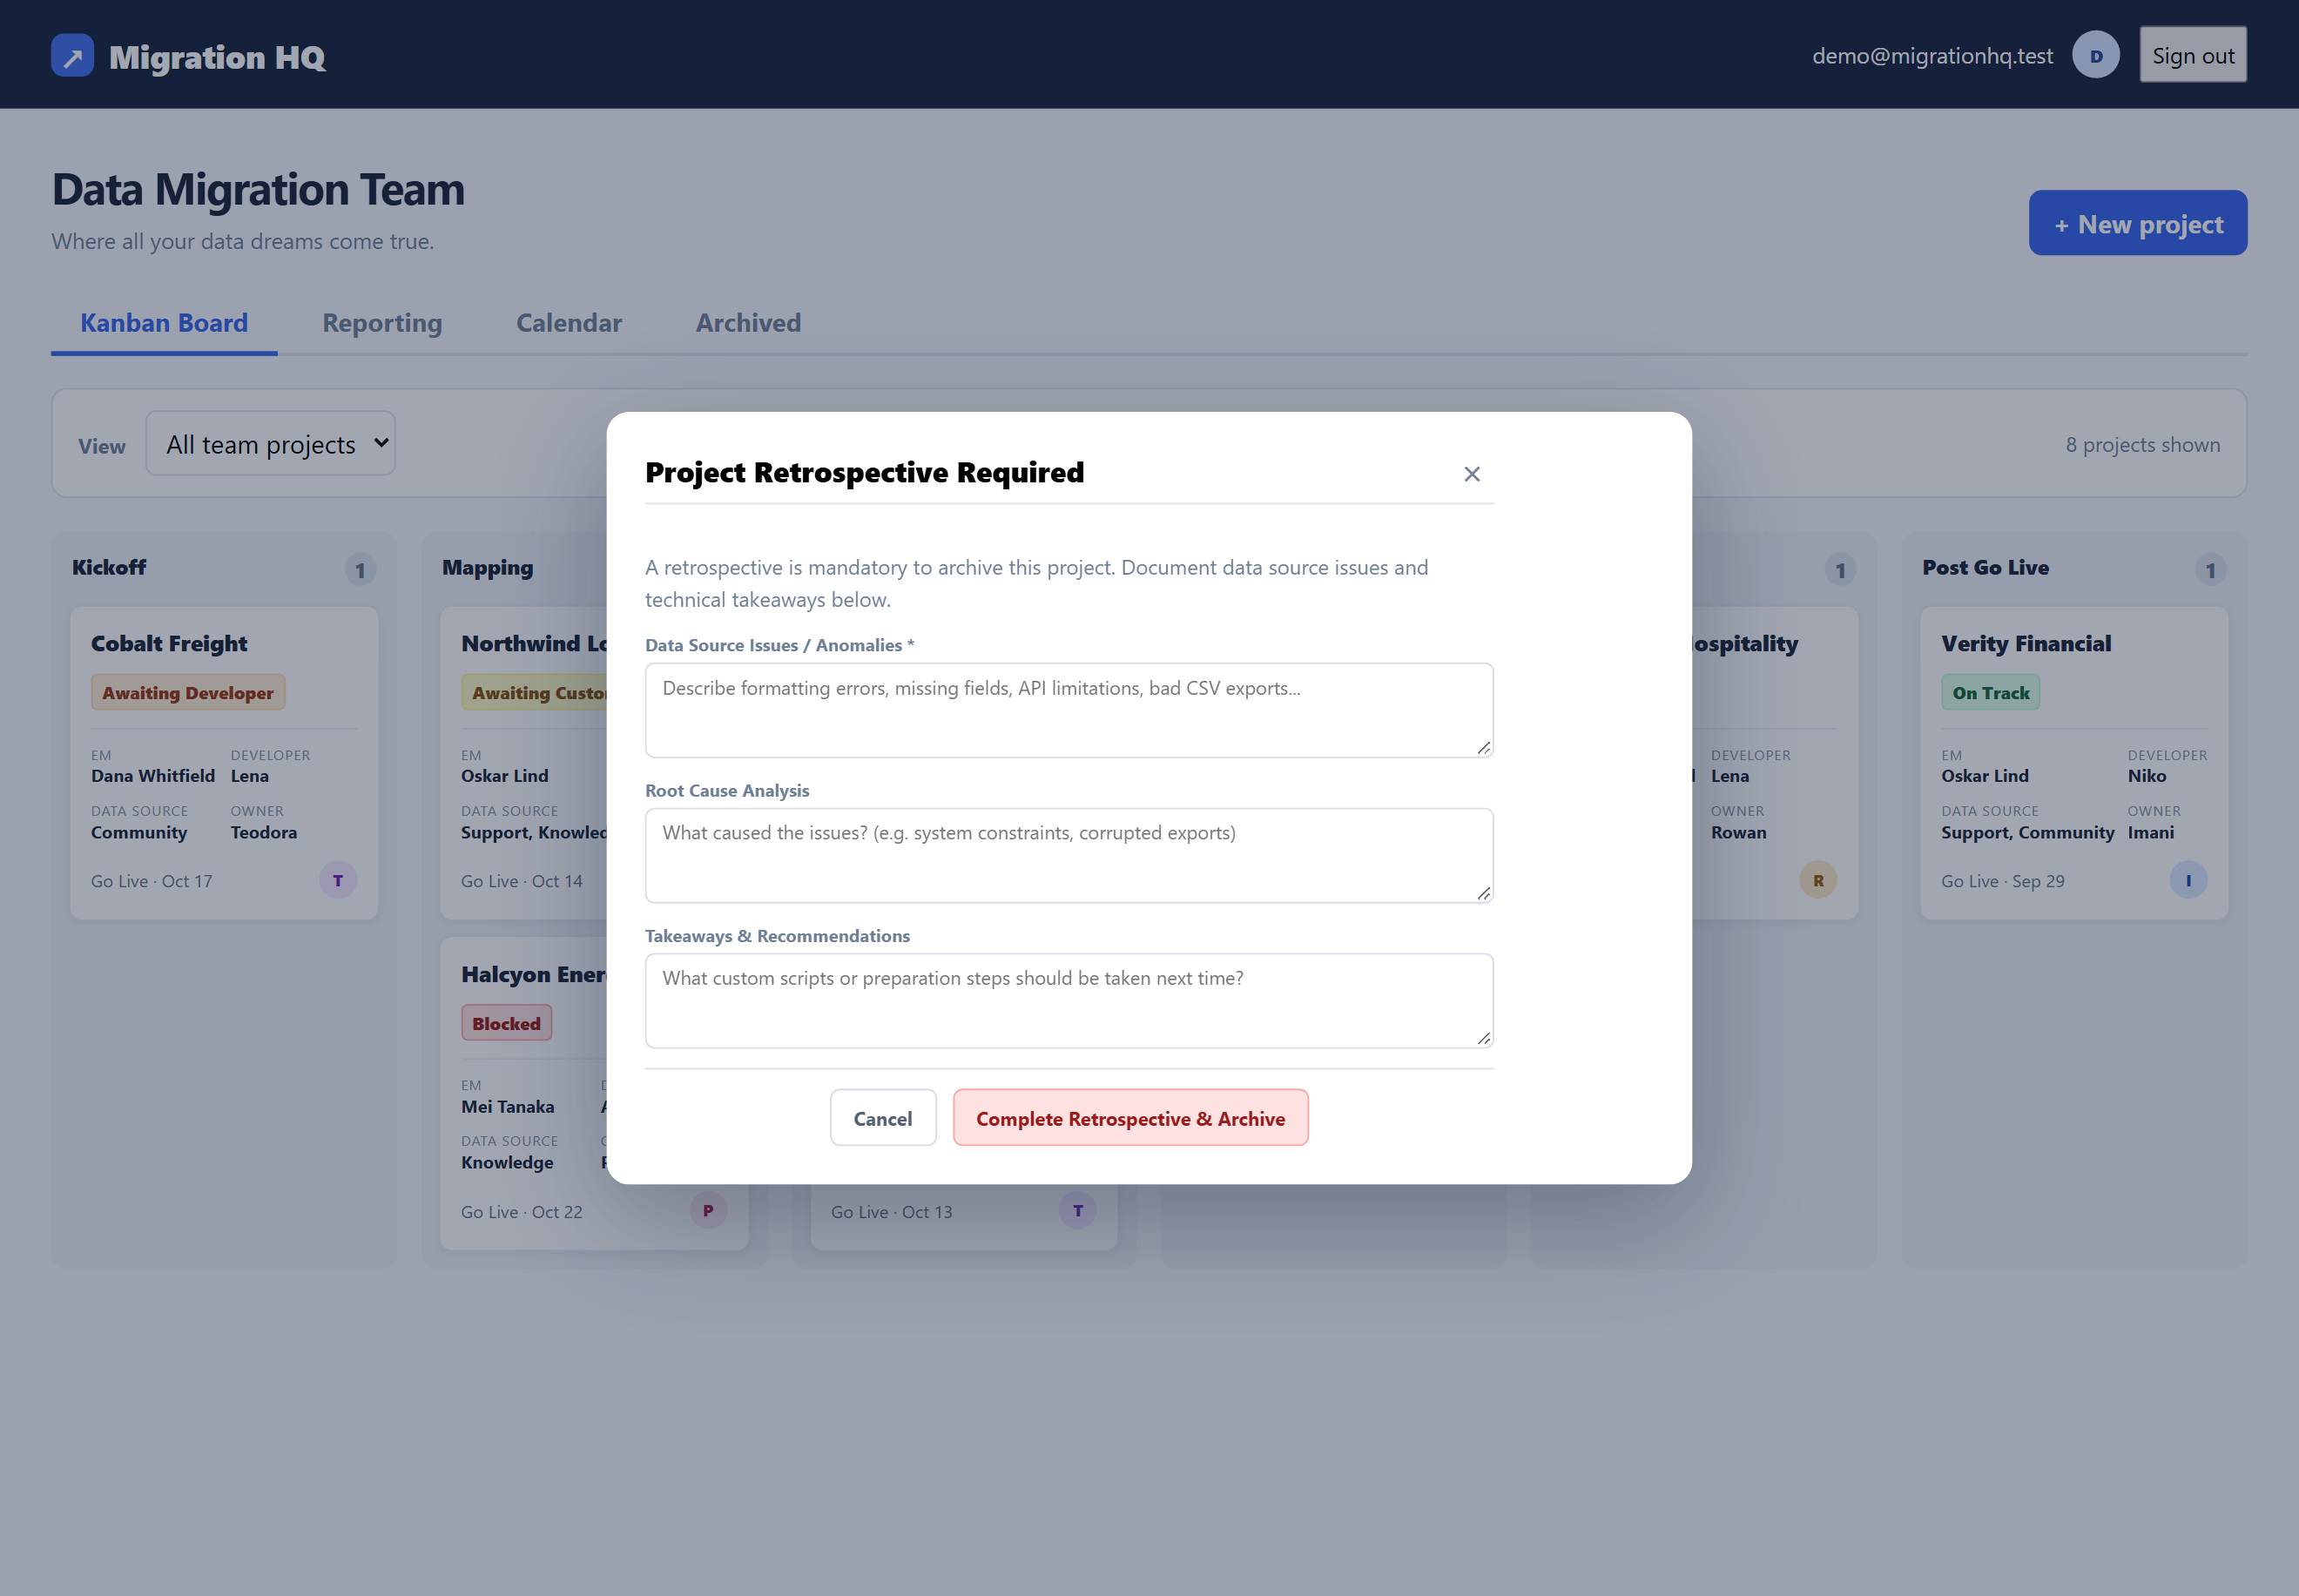 Migration HQ
demo@migrationhq.test
D
Sign out
Data Migration Team
Where all your data dreams come true.
+ New project
Kanban Board
Reporting
Calendar
Archived
View
All team projects
8 projects shown
Project Retrospective Required
A retrospective is mandatory to archive this project. Document data source issues and
technical takeaways below.
Data Source Issues / Anomalies *
Describe formatting errors, missing fields, API limitations, bad CSV exports...
Root Cause Analysis
What caused the issues? (e.g. system constraints, corrupted exports)
Takeaways & Recommendations
What custom scripts or preparation steps should be taken next time?
Cancel
Complete Retrospective & Archive
Kickoff
1
Cobalt Freight
Awaiting Developer
EM
DEVELOPER
Dana Whitfield
Lena
DATA SOURCE
OWNER
Community
Teodora
Go Live · Oct 17
T
Mapping
Northwind
Awaiting
EM
Oskar Lind
DATA SOURCE
Support,
Go Live · Oct 14
Halcyon
Blocked
EM
Mei Tanaka
DATA SOURCE
Knowledge
Go Live · Oct 22
P
Go Live · Oct 13
T
1
DEVELOPER
Lena
OWNER
Rowan
R
Post Go Live
1
Verity Financial
On Track
EM
DEVELOPER
Oskar Lind
Niko
DATA SOURCE
OWNER
Support, Community
Imani
Go Live · Sep 29
I